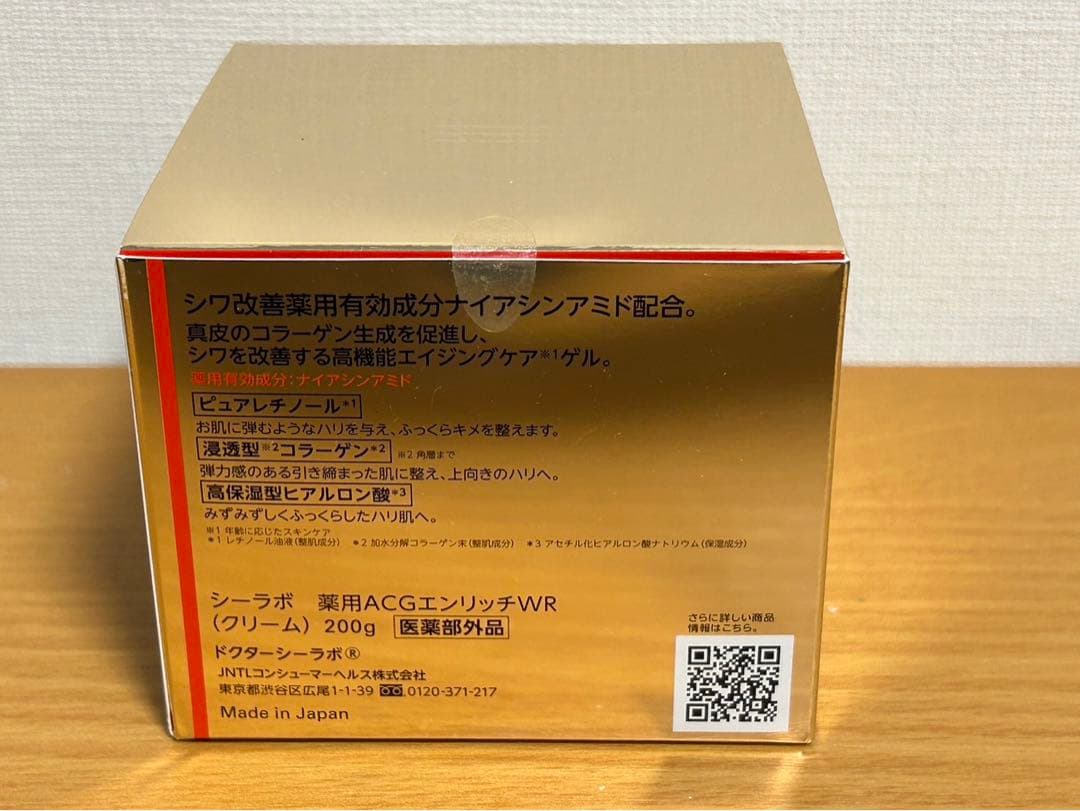 シワ改善薬用有効成分ナイアシンアミド配合。
真皮のコラーゲン生成を促進し、
シワを改善する高機能エイジングケア※1ゲル。
薬用有効成分：ナイアシンアミド
ピュアレチノール*1
お肌に弾むようなハリを与え、ふっくらキメを整えます。
浸透型※2コラーゲン*2 ※2 角層まで
弾力感のある引き締まった肌に整え、上向きのハリへ。
高保湿型ヒアルロン酸*3
みずみずしくふっくらしたハリ肌へ。
※1 年齢に応じたスキンケア
*1 レチノール油液（整肌成分） *2 加水分解コラーゲン末（整肌成分） *3 アセチル化ヒアルロン酸ナトリウム（保湿成分）
シーラボ 薬用ACGエンリッチWR
（クリーム） 200g 医薬部外品
ドクターシーラボ®
JNTLコンシューマーヘルス株式会社
東京都渋谷区広尾1-1-39 0120-371-217
Made in Japan
さらに詳しい商品
情報はこちら。